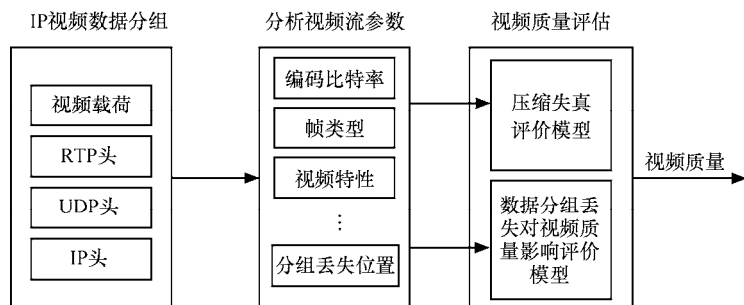 IP视频数据分组
视频载荷
RTP头
UDP头
IP头
分析视频流参数
编码比特率
帧类型
视频特性
⋮
分组丢失位置
视频质量评估
压缩失真
评价模型
数据分组丢
失对视频质
量影响评价
模型
视频质量